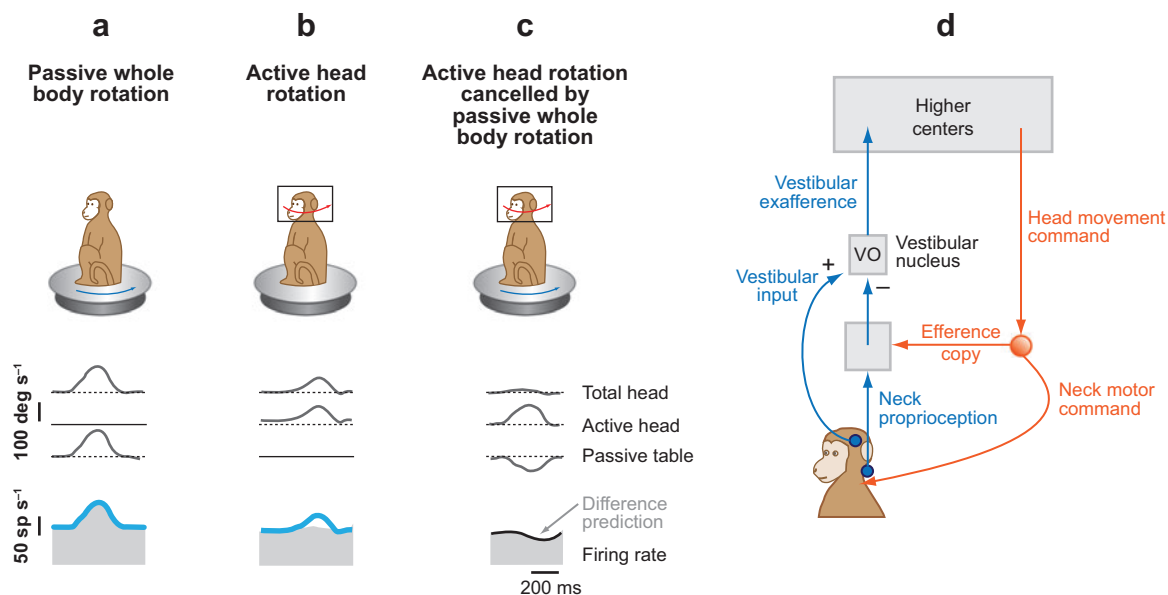 a
Passive whole
body rotation
b
Active head
rotation
c
Active head rotation
cancelled by
passive whole
body rotation
100 deg s⁻¹
50 sp s⁻¹
Total head
Active head
Passive table
Difference
prediction
Firing rate
200 ms
d
Higher
centers
Vestibular
exafference
Head movement
command
VO
Vestibular
nucleus
+
–
Vestibular
input
Efference
copy
Neck
proprioception
Neck motor
command